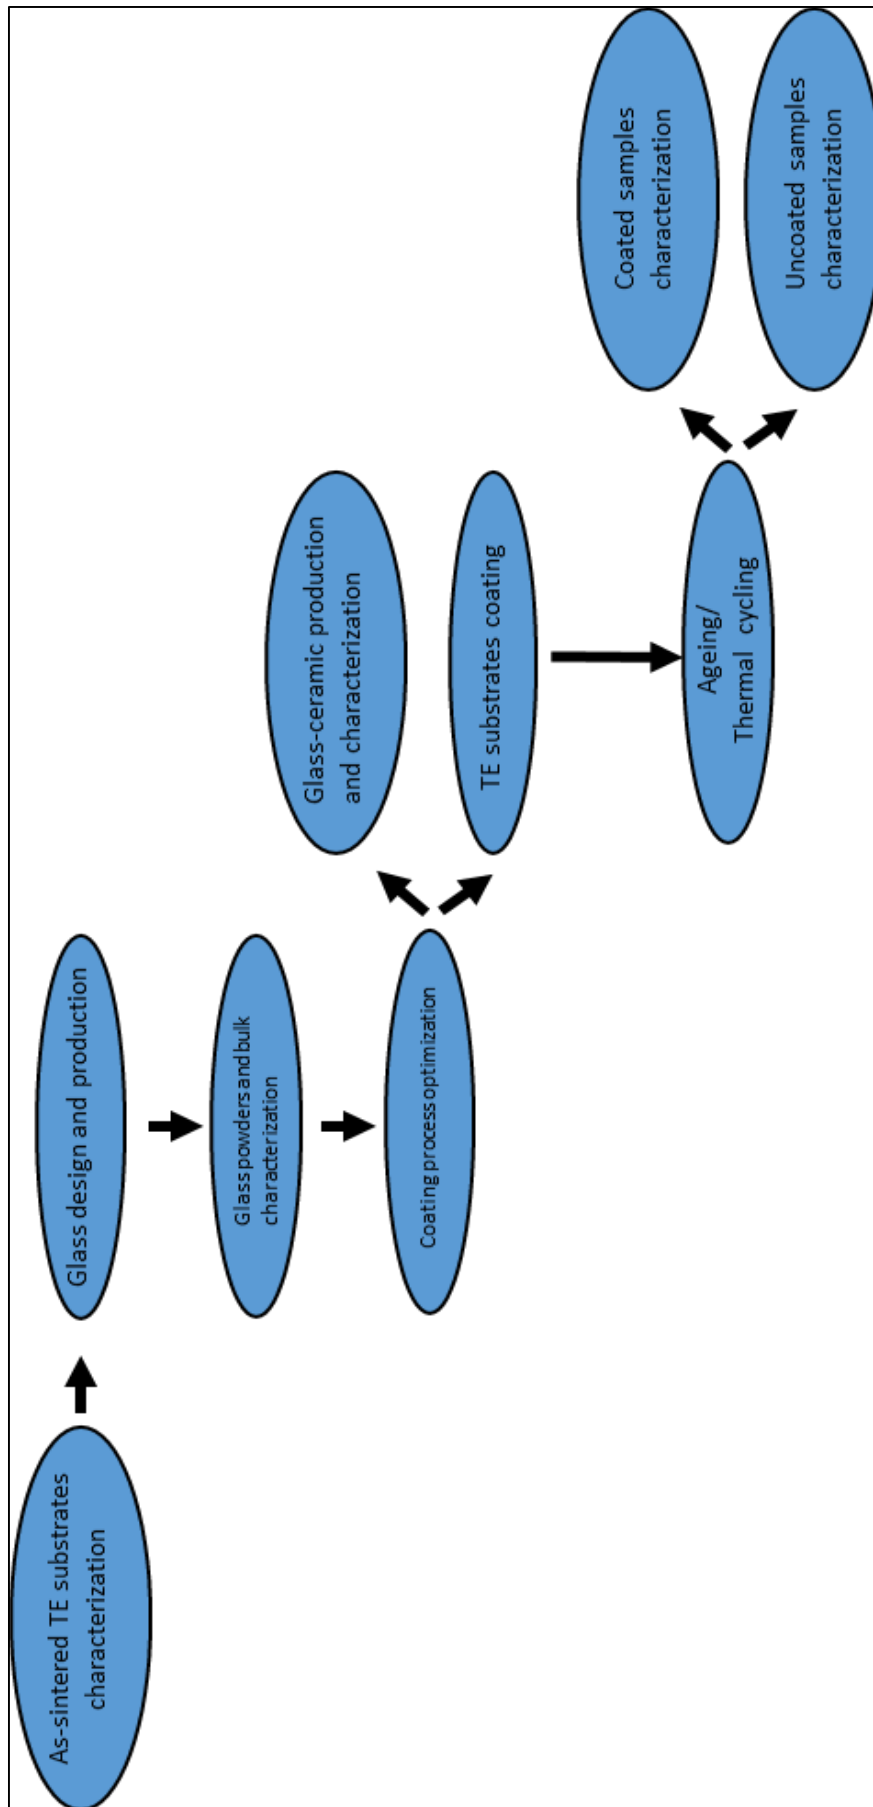 As-sintered TE substrates
characterization
Glass design and production
Glass powders and bulk
characterization
Coating process optimization
Glass-ceramic production
and characterization
TE substrates coating
Ageing/
Thermal cycling
Coated samples
characterization
Uncoated samples
characterization